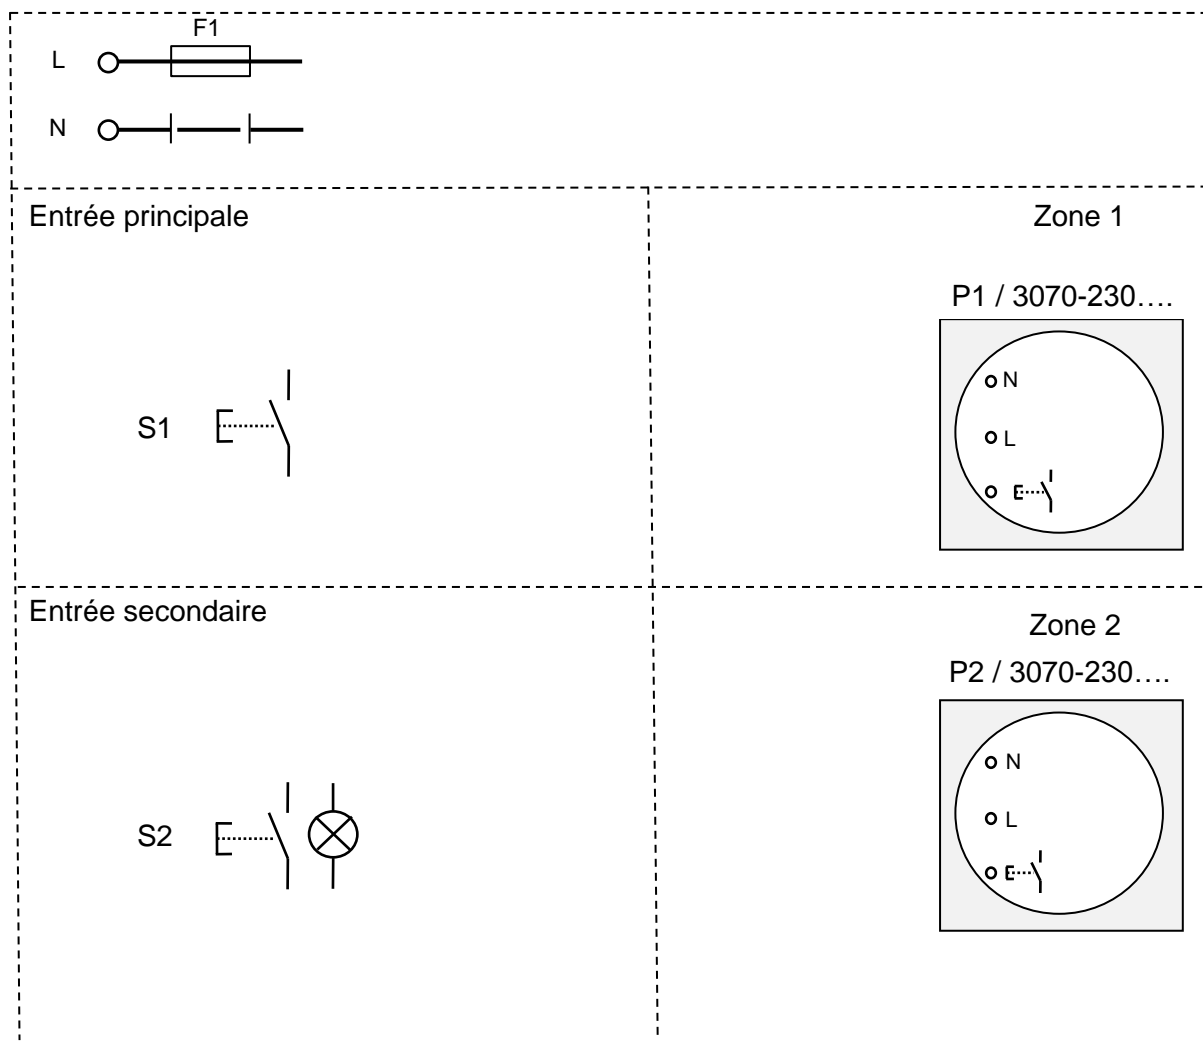 F1
L
N
Entrée principale
Zone 1
P1 / 3070-230….
N
L
S1
Entrée secondaire
Zone 2
P2 / 3070-230….
N
L
S2